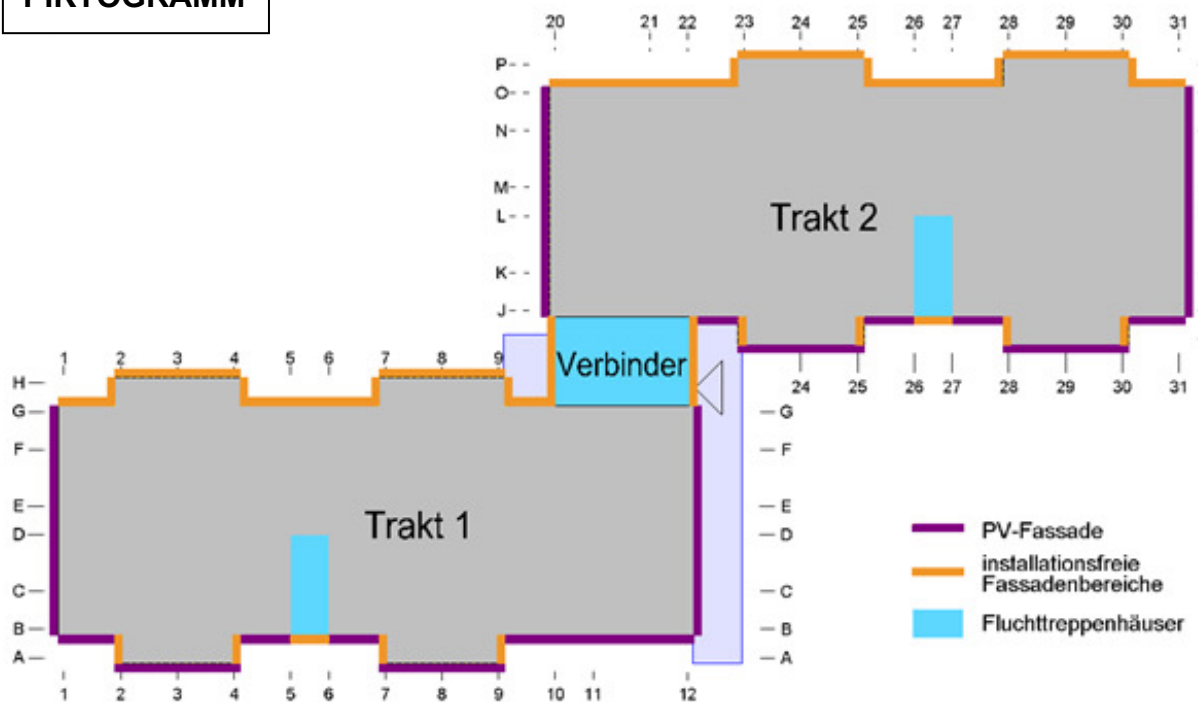 PIKTOGRAMM
20 21 22 23 24 25 26 27 28 29 30 31
P
O
N
M
L
K
J
Trakt 2
Verbinder
24 25 26 27 28 29 30 31
1 2 3 4 5 6 7 8 9
H
G
F
E
D
C
B
A
Trakt 1
G
F
E
D
C
B
A
1 2 3 4 5 6 7 8 9 10 11 12
PV-Fassade
installationsfreie
Fassadenbereiche
Fluchttreppenhäuser